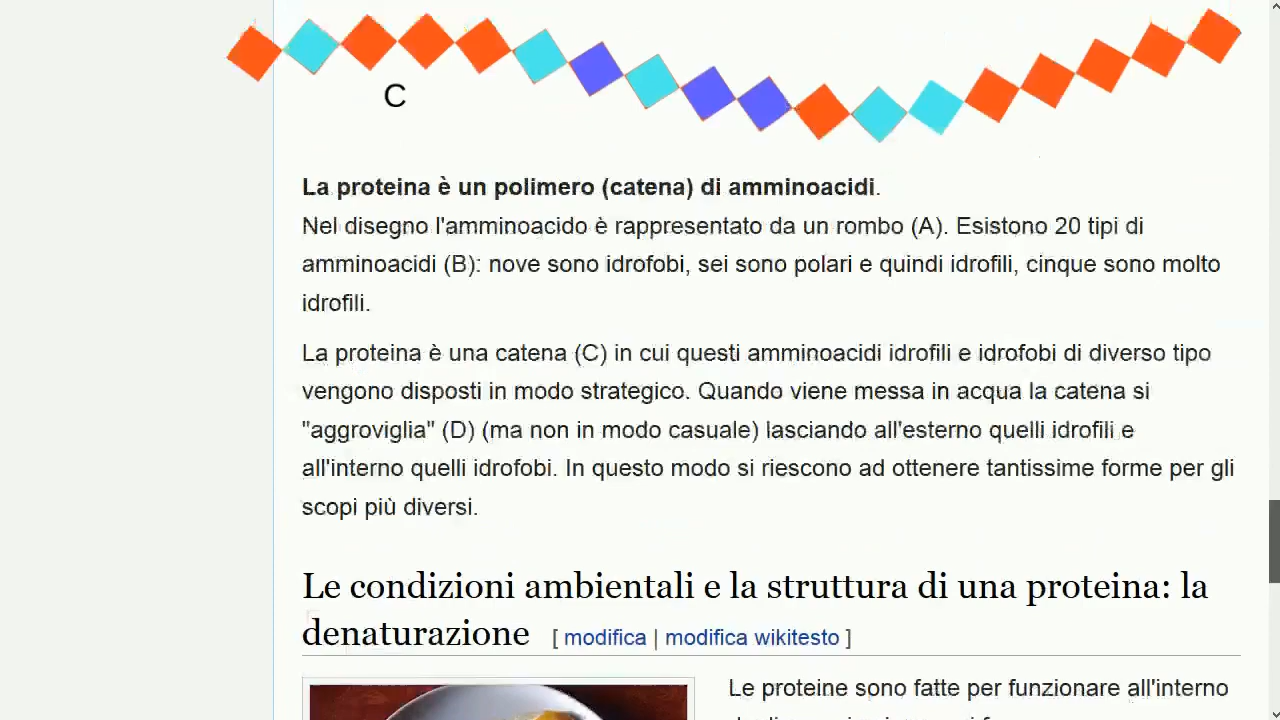 C
La proteina è un polimero (catena) di amminoacidi.
Nel disegno l'amminoacido è rappresentato da un rombo (A). Esistono 20 tipi di
amminoacidi (B): nove sono idrofobi, sei sono polari e quindi idrofili, cinque sono molto
idrofili.
La proteina è una catena (C) in cui questi amminoacidi idrofili e idrofobi di diverso tipo
vengono disposti in modo strategico. Quando viene messa in acqua la catena si
"aggroviglia" (D) (ma non in modo casuale) lasciando all'esterno quelli idrofili e
all'interno quelli idrofobi. In questo modo si riescono ad ottenere tantissime forme per gli
scopi più diversi.
Le condizioni ambientali e la struttura di una proteina: la
denaturazione [ modifica | modifica wikitesto ]
Le proteine sono fatte per funzionare all'interno